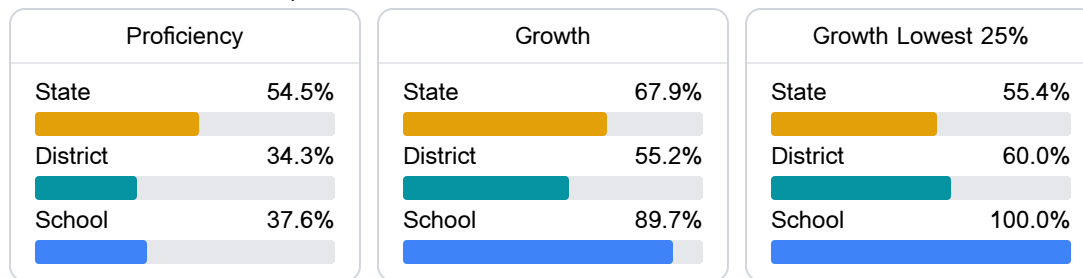 Proficiency
State 54.5%
District 34.3%
School 37.6%
Growth
State 67.9%
District 55.2%
School 89.7%
Growth Lowest 25%
State 55.4%
District 60.0%
School 100.0%